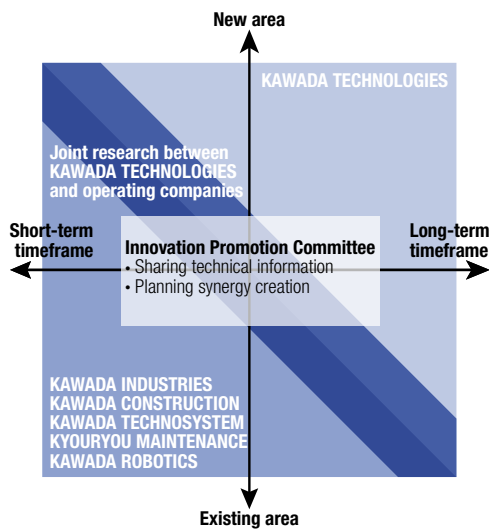 New area
KAWADA TECHNOLOGIES
Joint research between
KAWADA TECHNOLOGIES
and operating companies
Short-term
timeframe
Innovation Promotion Committee
• Sharing technical information
• Planning synergy creation
Long-term
timeframe
KAWADA INDUSTRIES
KAWADA CONSTRUCTION
KAWADA TECHNOSYSTEM
KYOURYOU MAINTENANCE
KAWADA ROBOTICS
Existing area